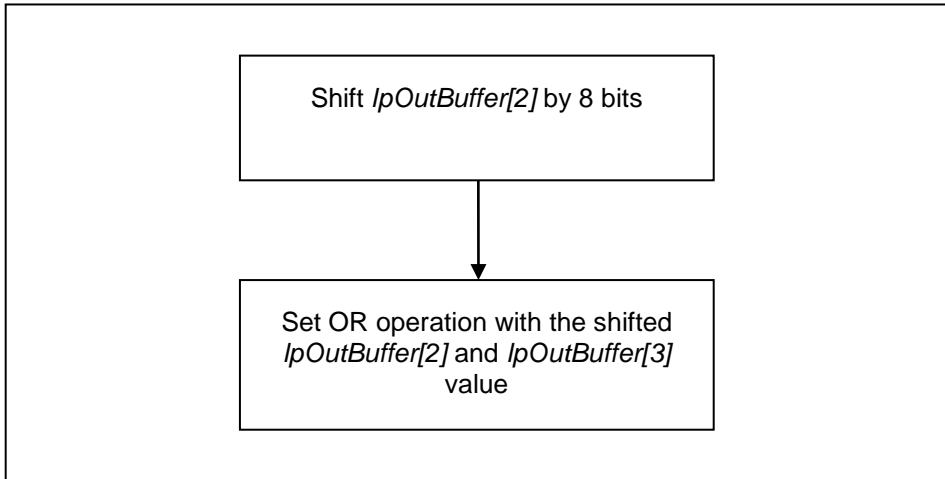 Shift lpOutBuffer[2] by 8 bits
Set OR operation with the shifted
lpOutBuffer[2] and lpOutBuffer[3]
value